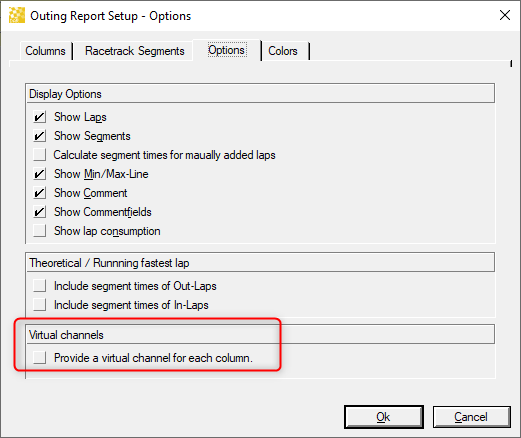 Outing Report Setup - Options
Columns Racetrack Segments Options Colors
Display Options
Show Laps
Show Segments
Calculate segment times for maually added laps
Show Min/Max-Line
Show Comment
Show Commentfields
Show lap consumption
Theoretical / Runnning fastest lap
Include segment times of Out-Laps
Include segment times of In-Laps
Virtual channels
Provide a virtual channel for each column.
Ok Cancel